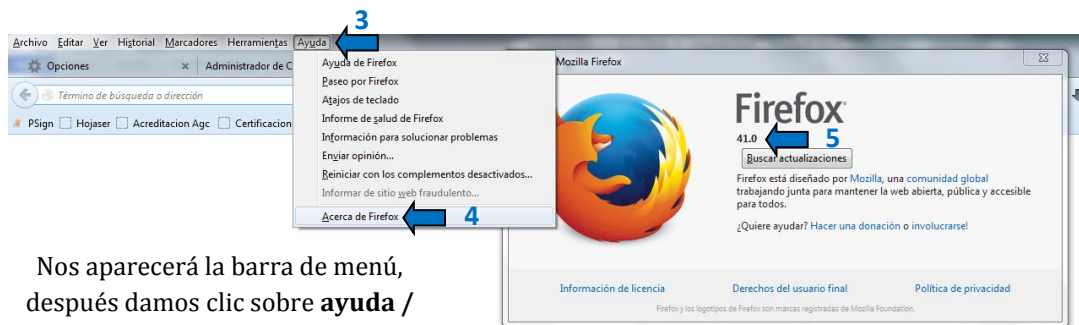 3
Archivo Editar Ver Historial Marcadores Herramientas Ayuda
Opciones × Administrador de C
Término de búsqueda o dirección
PSign Hojaser Acreditacion Agc Certificacion
Ayuda de Firefox
Paseo por Firefox
Atajos de teclado
Informe de salud de Firefox
Información para solucionar problemas
Enviar opinión...
Reiniciar con los complementos desactivados...
Informar de sitio web fraudulento...
Acerca de Firefox 4
Mozilla Firefox
Firefox
41.0 5
Buscar actualizaciones
Firefox está diseñado por Mozilla, una comunidad global
trabajando junta para mantener la web abierta, pública y accesible
para todos.
¿Quiere ayudar? Hacer una donación o involucrarse!
Información de licencia Derechos del usuario final Política de privacidad
Firefox y los logotipos de Firefox son marcas registradas de Mozilla Foundation.
Nos aparecerá la barra de menú,
después damos clic sobre ayuda /